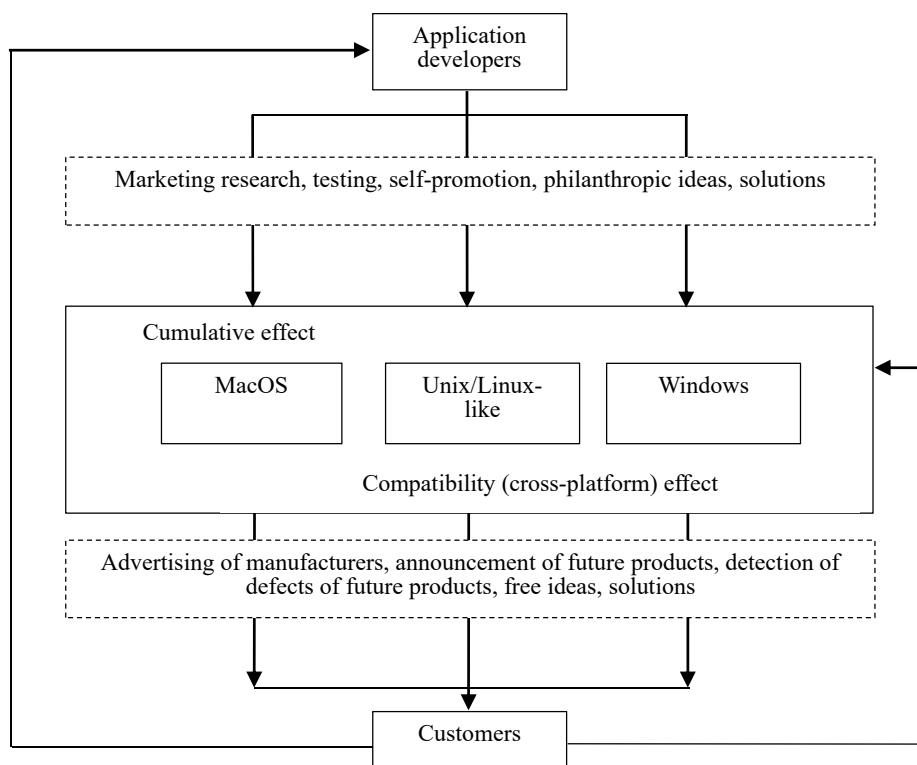 Application
developers
Marketing research, testing, self-promotion, philanthropic ideas, solutions
Cumulative effect
MacOS
Unix/Linux-
like
Windows
Compatibility (cross-platform) effect
Advertising of manufacturers, announcement of future products, detection of
defects of future products, free ideas, solutions
Customers